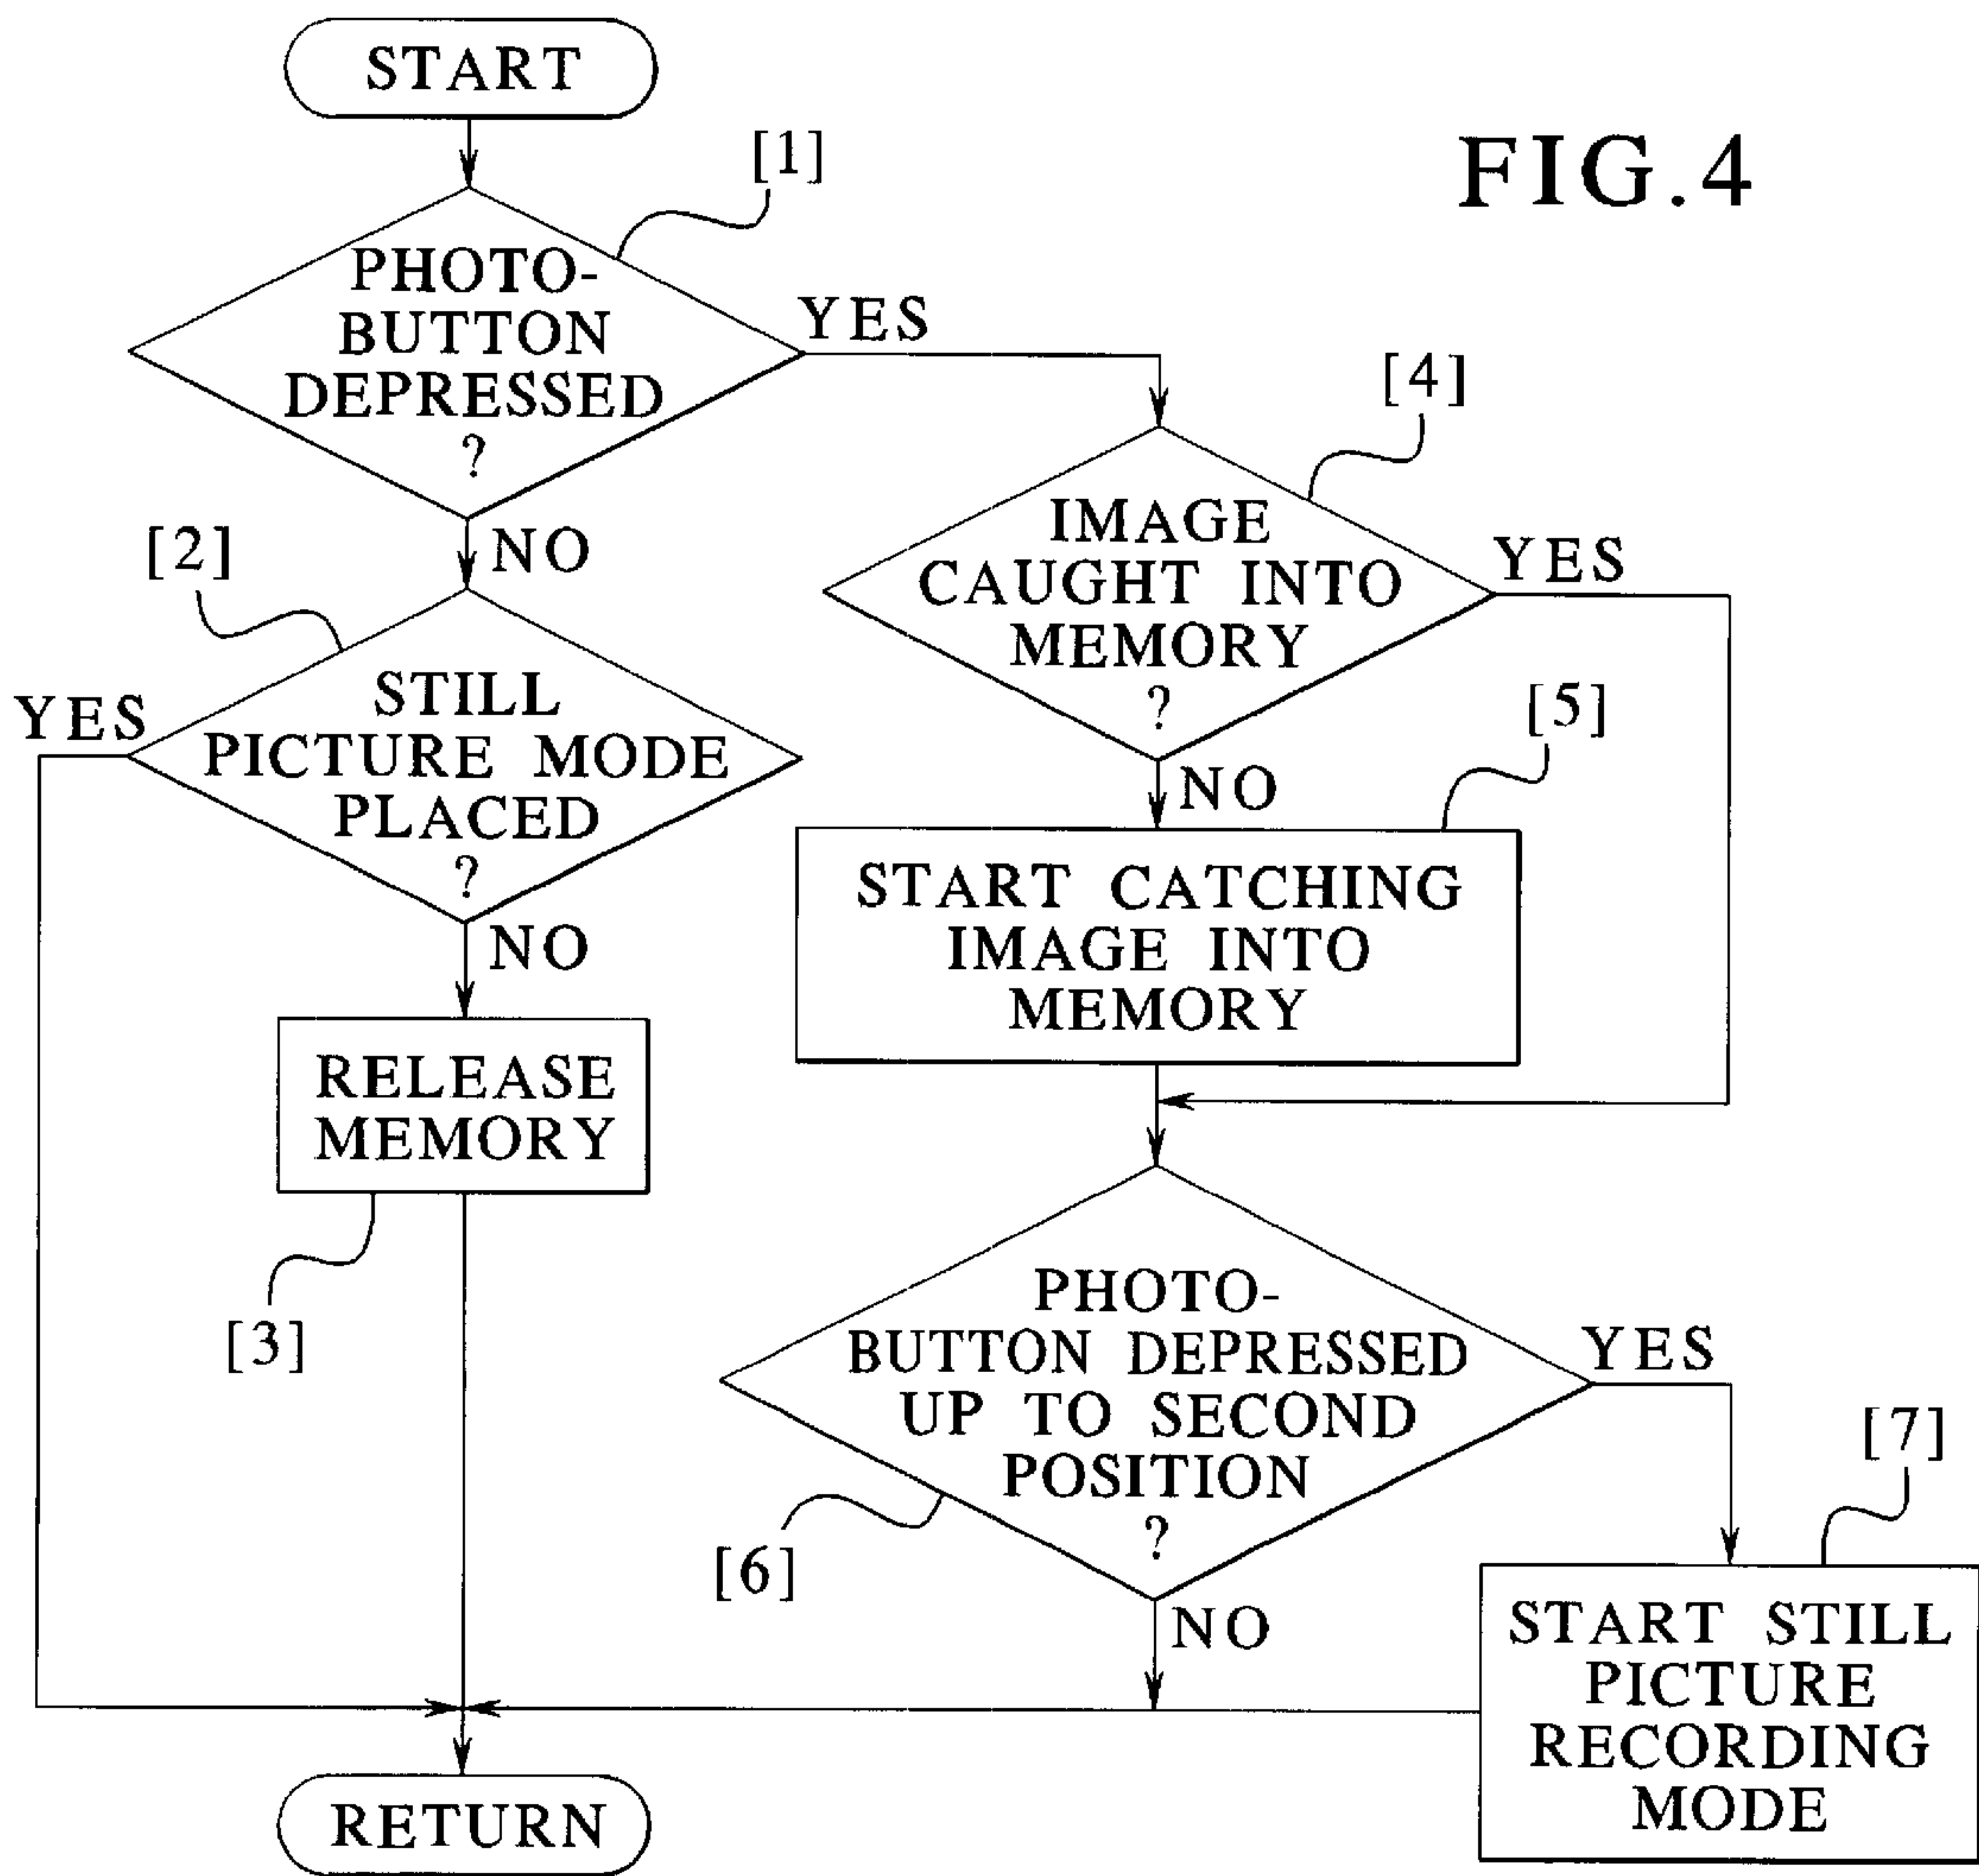 START
FIG.4
[1]
PHOTO-
BUTTON
DEPRESSED
?
YES
NO
[2]
STILL
PICTURE MODE
PLACED
?
YES
NO
RELEASE
MEMORY
[3]
[4]
IMAGE
CAUGHT INTO
MEMORY
?
YES
NO
[5]
START CATCHING
IMAGE INTO
MEMORY
PHOTO-
BUTTON DEPRESSED
UP TO SECOND
POSITION
?
YES
[6]
NO
[7]
START STILL
PICTURE
RECORDING
MODE
RETURN